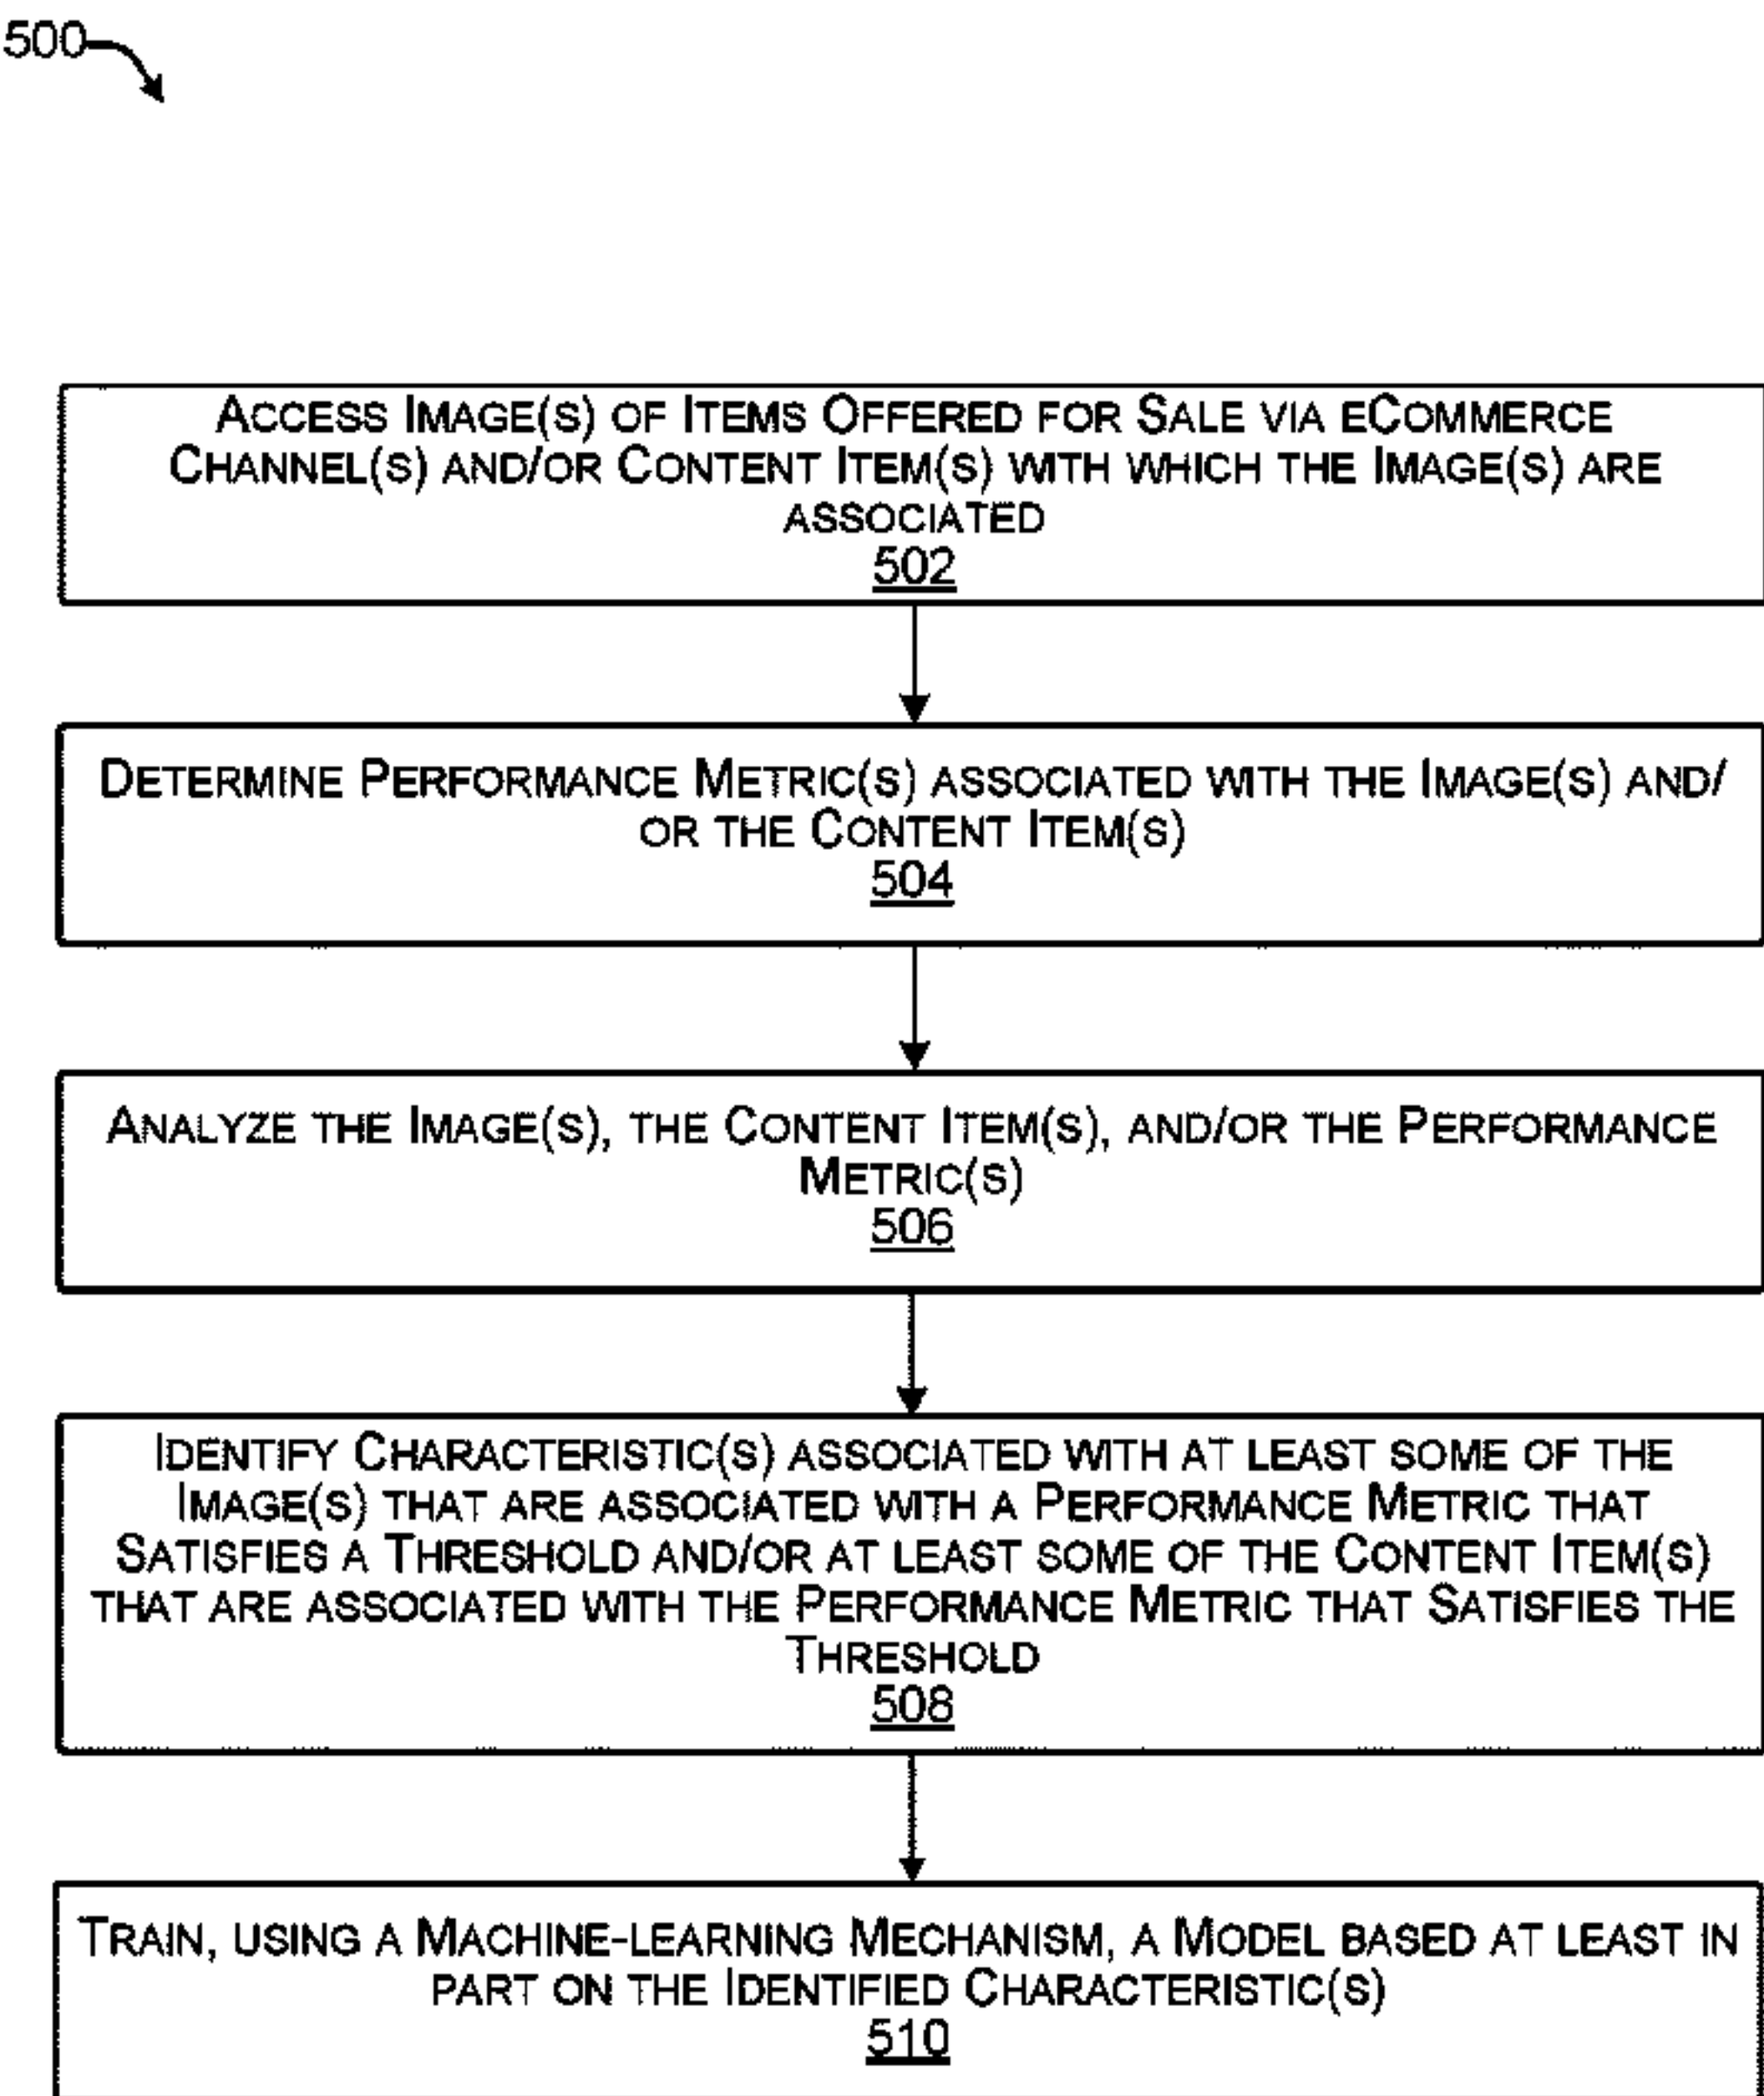 500
ACCESS IMAGE(S) OF ITEMS OFFERED FOR SALE VIA ECOMMERCE
CHANNEL(S) AND/OR CONTENT ITEM(S) WITH WHICH THE IMAGE(S) ARE
ASSOCIATED
502
DETERMINE PERFORMANCE METRIC(S) ASSOCIATED WITH THE IMAGE(S) AND/
OR THE CONTENT ITEM(S)
504
ANALYZE THE IMAGE(S), THE CONTENT ITEM(S), AND/OR THE PERFORMANCE
METRIC(S)
506
IDENTIFY CHARACTERISTIC(S) ASSOCIATED WITH AT LEAST SOME OF THE
IMAGE(S) THAT ARE ASSOCIATED WITH A PERFORMANCE METRIC THAT
SATISFIES A THRESHOLD AND/OR AT LEAST SOME OF THE CONTENT ITEM(S)
THAT ARE ASSOCIATED WITH THE PERFORMANCE METRIC THAT SATISFIES THE
THRESHOLD
508
TRAIN, USING A MACHINE-LEARNING MECHANISM, A MODEL BASED AT LEAST IN
PART ON THE IDENTIFIED CHARACTERISTIC(S)
510